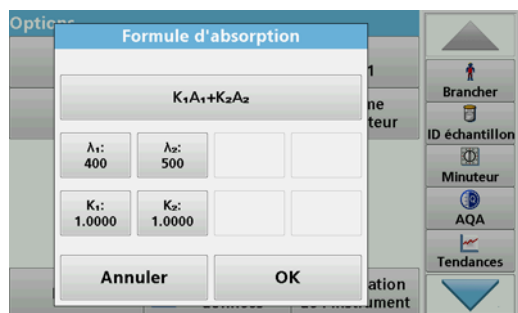 Options
Formule d'absorption
K₁A₁+K₂A₂
λ₁:
400
λ₂:
500
K₁:
1.0000
K₂:
1.0000
Annuler
OK
Brancher
ID échantillon
Minuteur
AQA
Tendances